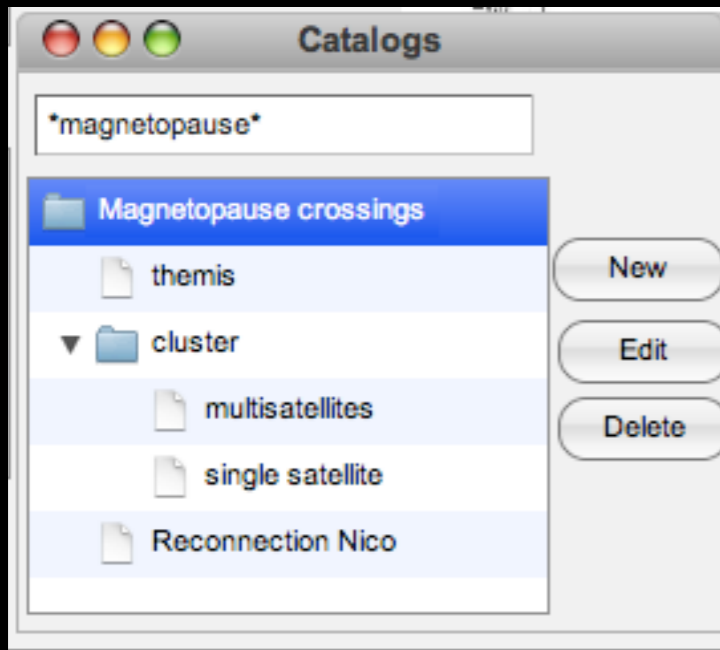 Catalogs
*magnetopause*
Magnetopause crossings
themis
cluster
multisatellites
single satellite
Reconnection Nico
New
Edit
Delete